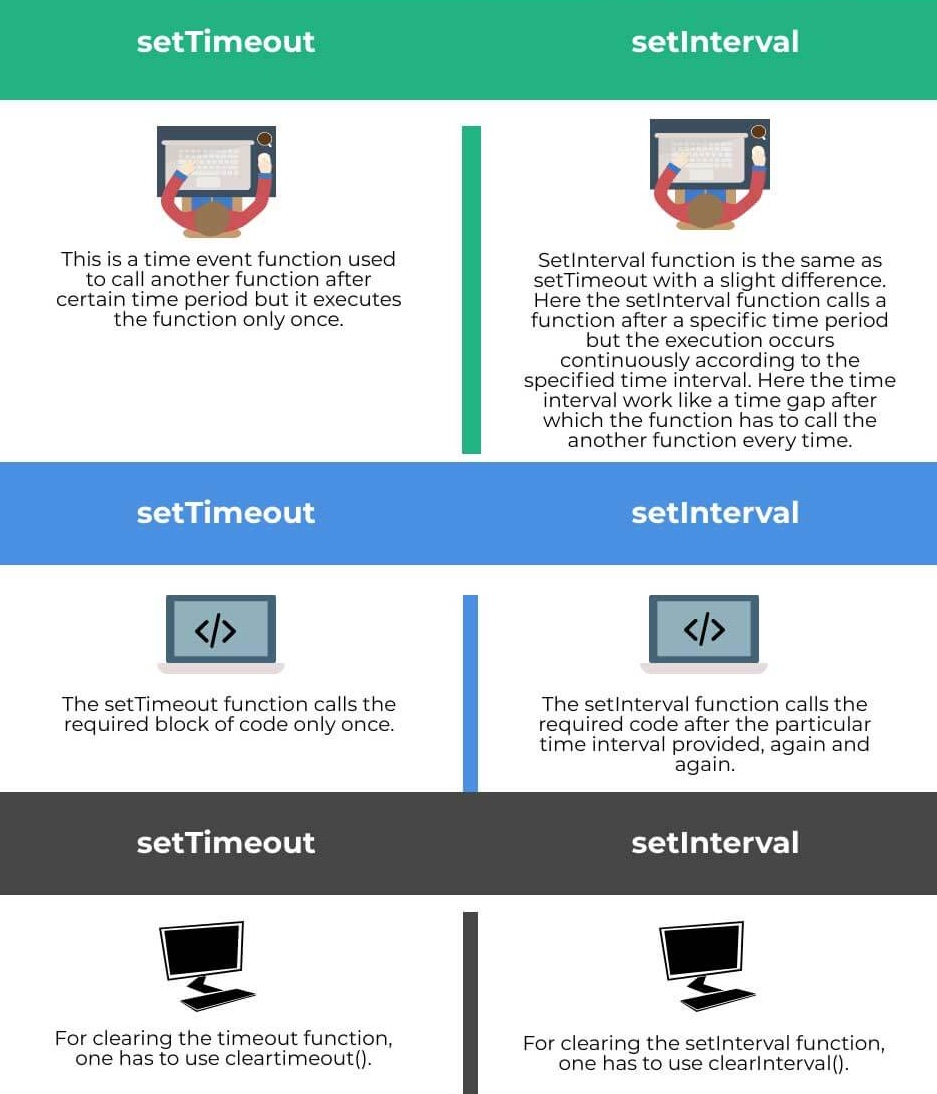 setTimeout
setInterval
This is a time event function used
to call another function after
certain time period but it executes
the function only once.
SetInterval function is the same as
setTimeout with a slight difference.
Here the setInterval function calls a
function after a specific time period
but the execution occurs
continuously according to the
specified time interval. Here the time
interval work like a time gap after
which the function has to call the
another function every time.
setTimeout
setInterval
</>
</>
The setTimeout function calls the
required block of code only once.
The setInterval function calls the
required code after the particular
time interval provided, again and
again.
setTimeout
setInterval
For clearing the timeout function,
one has to use cleartimeout().
For clearing the setInterval function,
one has to use clearInterval().